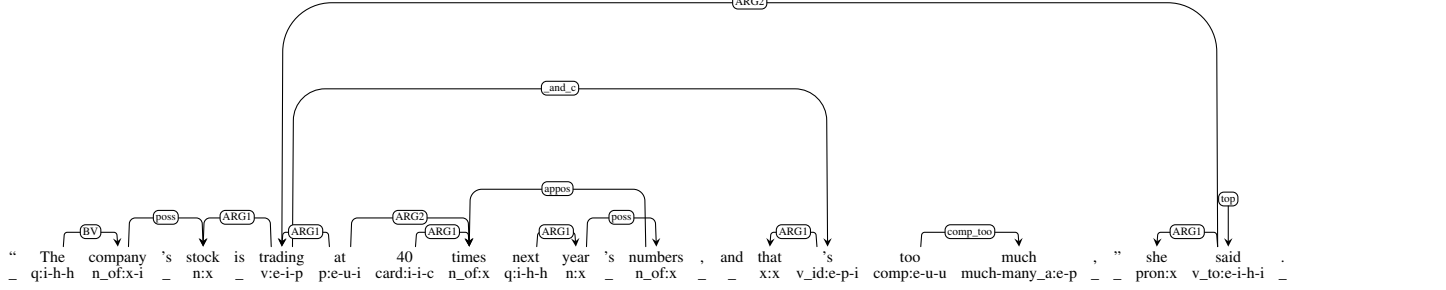 ARG2
_and_c
appos
top
BV poss ARG1 ARG1 ARG2 ARG1 ARG1 poss ARG1 comp_too ARG1
“ The company ’s stock is trading at 40 times next year ’s numbers , and that ’s too much , ” she said .
_ q:i-h-h n_of:x-i _ n:x _ v:e-i-p p:e-u-i card:i-i-c n_of:x q:i-h-h n:x _ n_of:x _ _ x:x v_id:e-p-i comp:e-u-u much-many_a:e-p _ _ pron:x v_to:e-i-h-i _